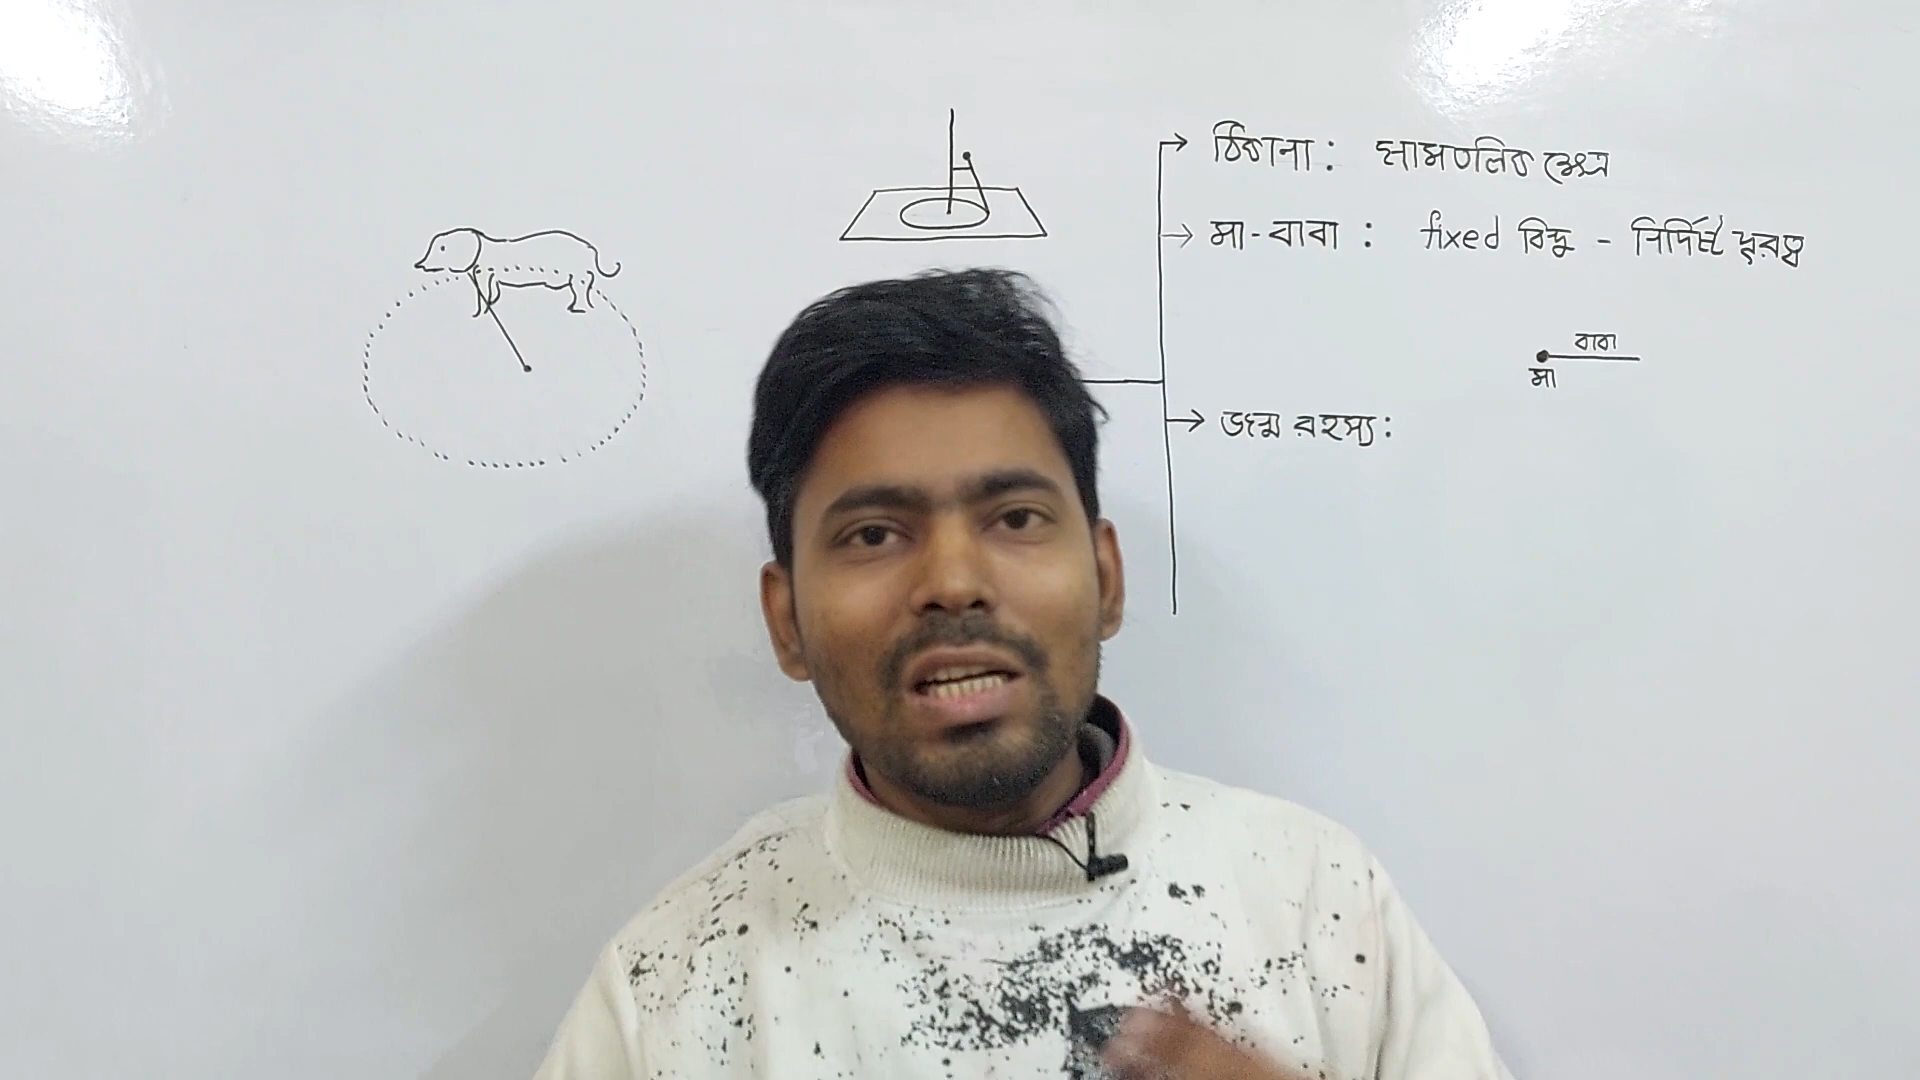 ঠিকানা : সামতলিক ক্ষেত্র
মা-বাবা : fixed বিন্দু - নির্দিষ্ট দূরত্ব
বাবা
মা
জন্ম রহস্য :